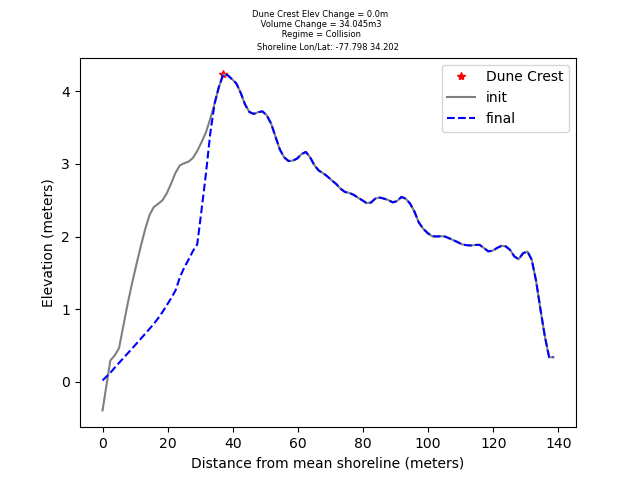 Dune Crest Elev Change = 0.0m
Volume Change = 34.045m3
Regime = Collision
Shoreline Lon/Lat: -77.798 34.202
Dune Crest
init
final
4
3
2
1
0
Elevation (meters)
0 20 40 60 80 100 120 140
Distance from mean shoreline (meters)